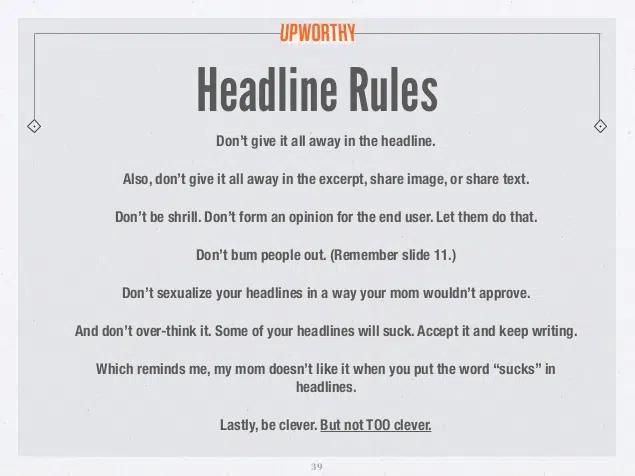 UPWORTHY
Headline Rules
Don't give it all away in the headline.
Also, don't give it all away in the excerpt, share image, or share text.
Don't be shrill. Don't form an opinion for the end user. Let them do that.
Don't bum people out. (Remember slide 11.)
Don't sexualize your headlines in a way your mom wouldn't approve.
And don't over-think it. Some of your headlines will suck. Accept it and keep writing.
Which reminds me, my mom doesn't like it when you put the word “sucks” in
headlines.
Lastly, be clever. But not TOO clever.
39